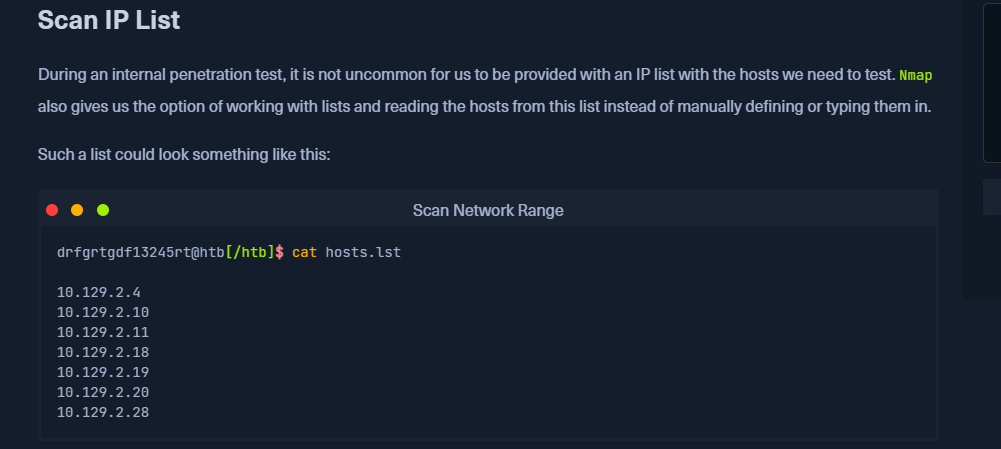 Scan IP List
During an internal penetration test, it is not uncommon for us to be provided with an IP list with the hosts we need to test. Nmap
also gives us the option of working with lists and reading the hosts from this list instead of manually defining or typing them in.
Such a list could look something like this:
Scan Network Range
drfgrtgdf13245rt@htb[/htb]$ cat hosts.lst
10.129.2.4
10.129.2.10
10.129.2.11
10.129.2.18
10.129.2.19
10.129.2.20
10.129.2.28